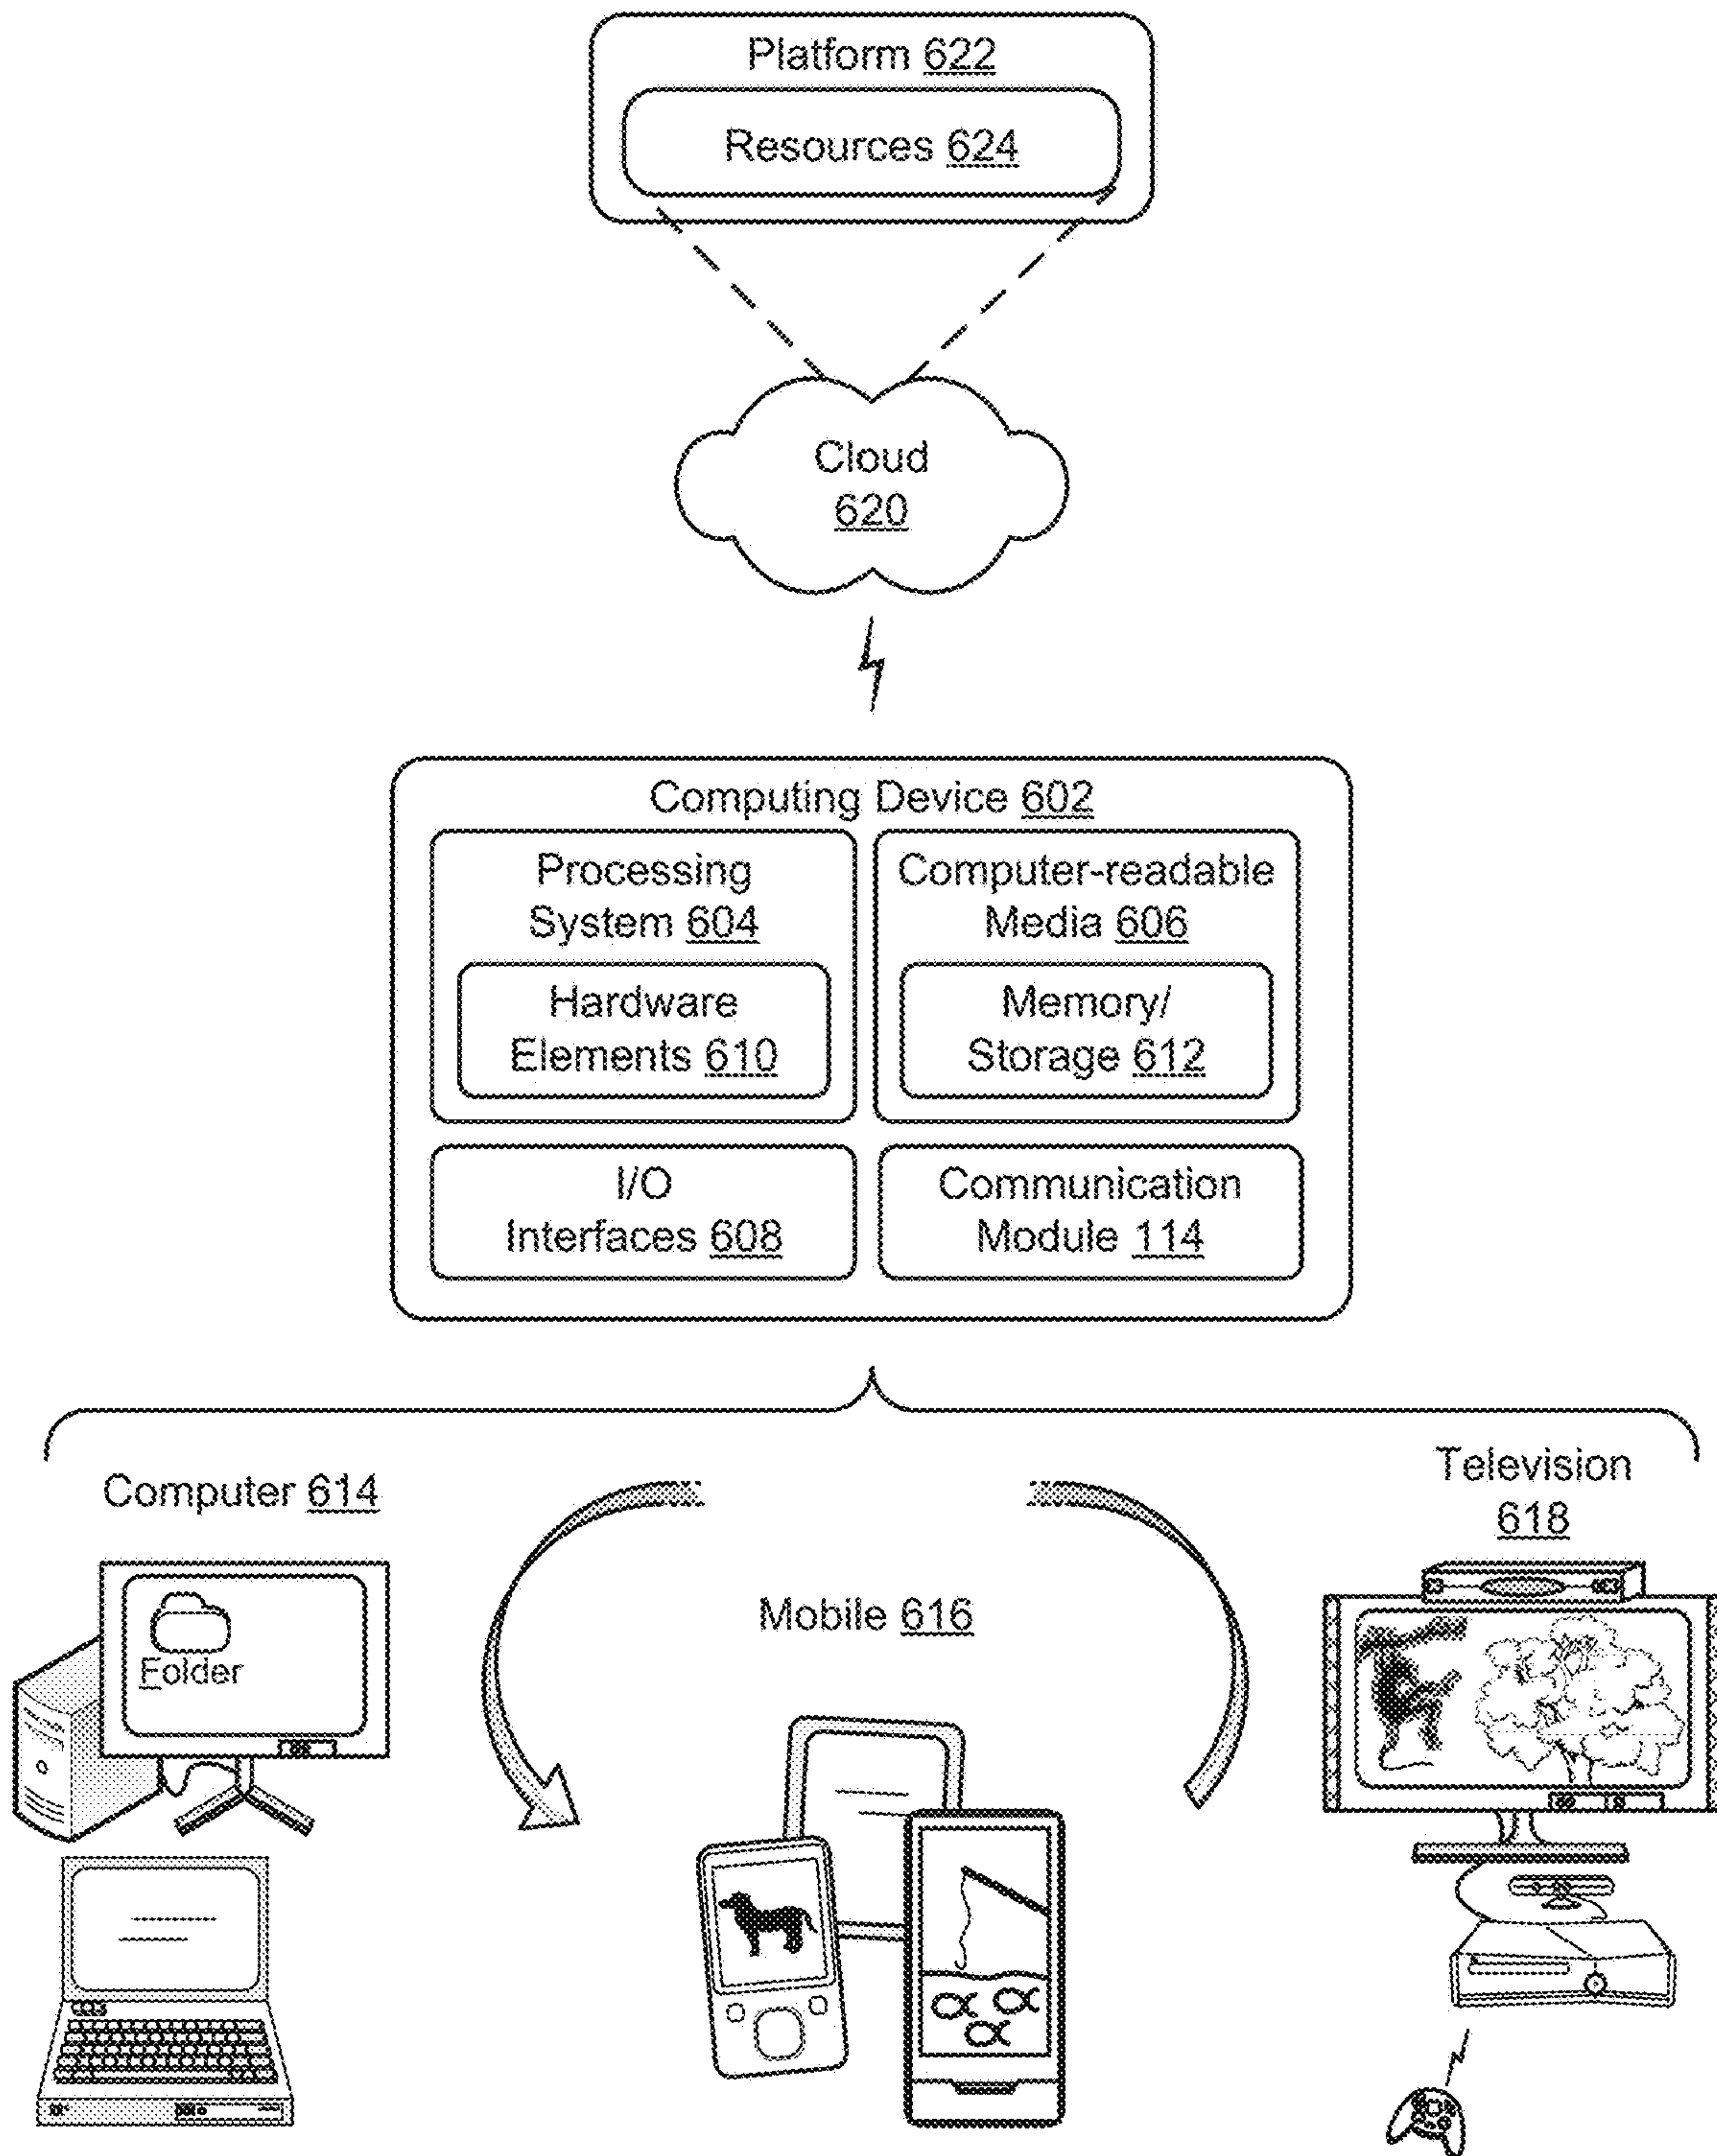 Platform 622
Resources 624
Cloud
620
Computing Device 602
Processing
System 604
Hardware
Elements 610
Computer-readable
Media 606
Memory/
Storage 612
I/O
Interfaces 608
Communication
Module 114
Computer 614
Folder
Mobile 616
Television
618